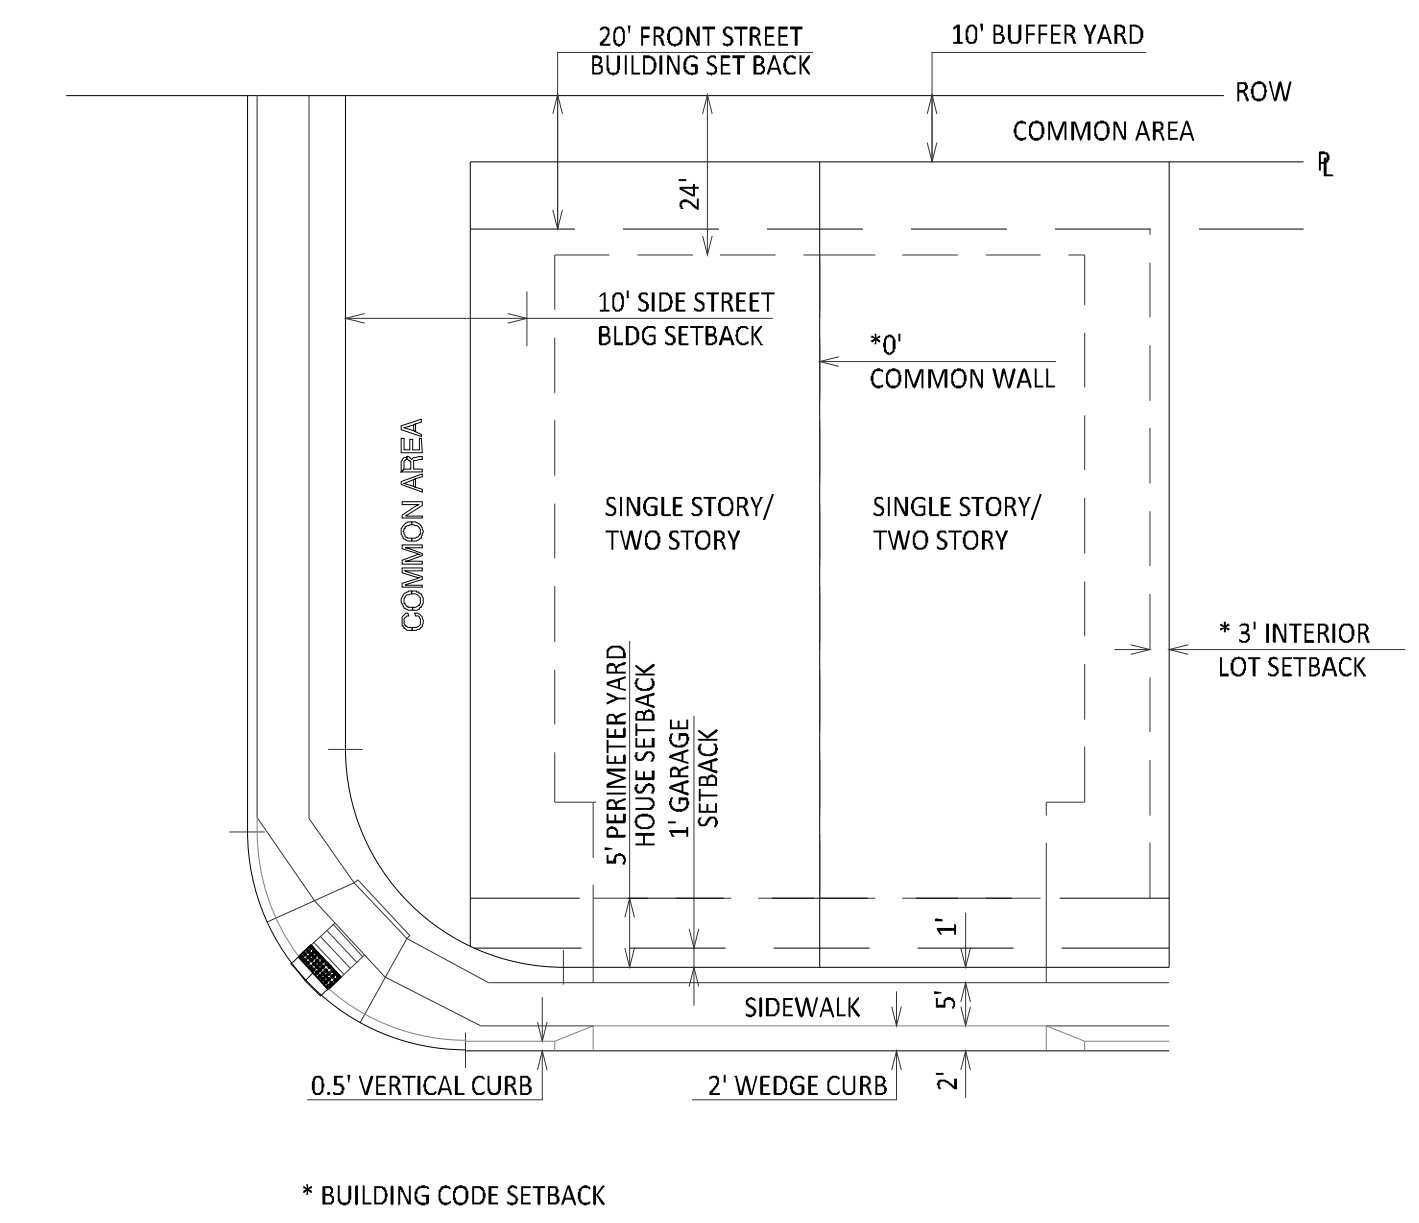 20' FRONT STREET
BUILDING SET BACK
10' BUFFER YARD
ROW
COMMON AREA
PL
24'
10' SIDE STREET
BLDG SETBACK
*0'
COMMON WALL
COMMON AREA
SINGLE STORY/
TWO STORY
SINGLE STORY/
TWO STORY
* 3' INTERIOR
LOT SETBACK
5' PERIMETER YARD
HOUSE SETBACK
1' GARAGE
SETBACK
1'
5'
SIDEWALK
0.5' VERTICAL CURB
2' WEDGE CURB
2'
* BUILDING CODE SETBACK